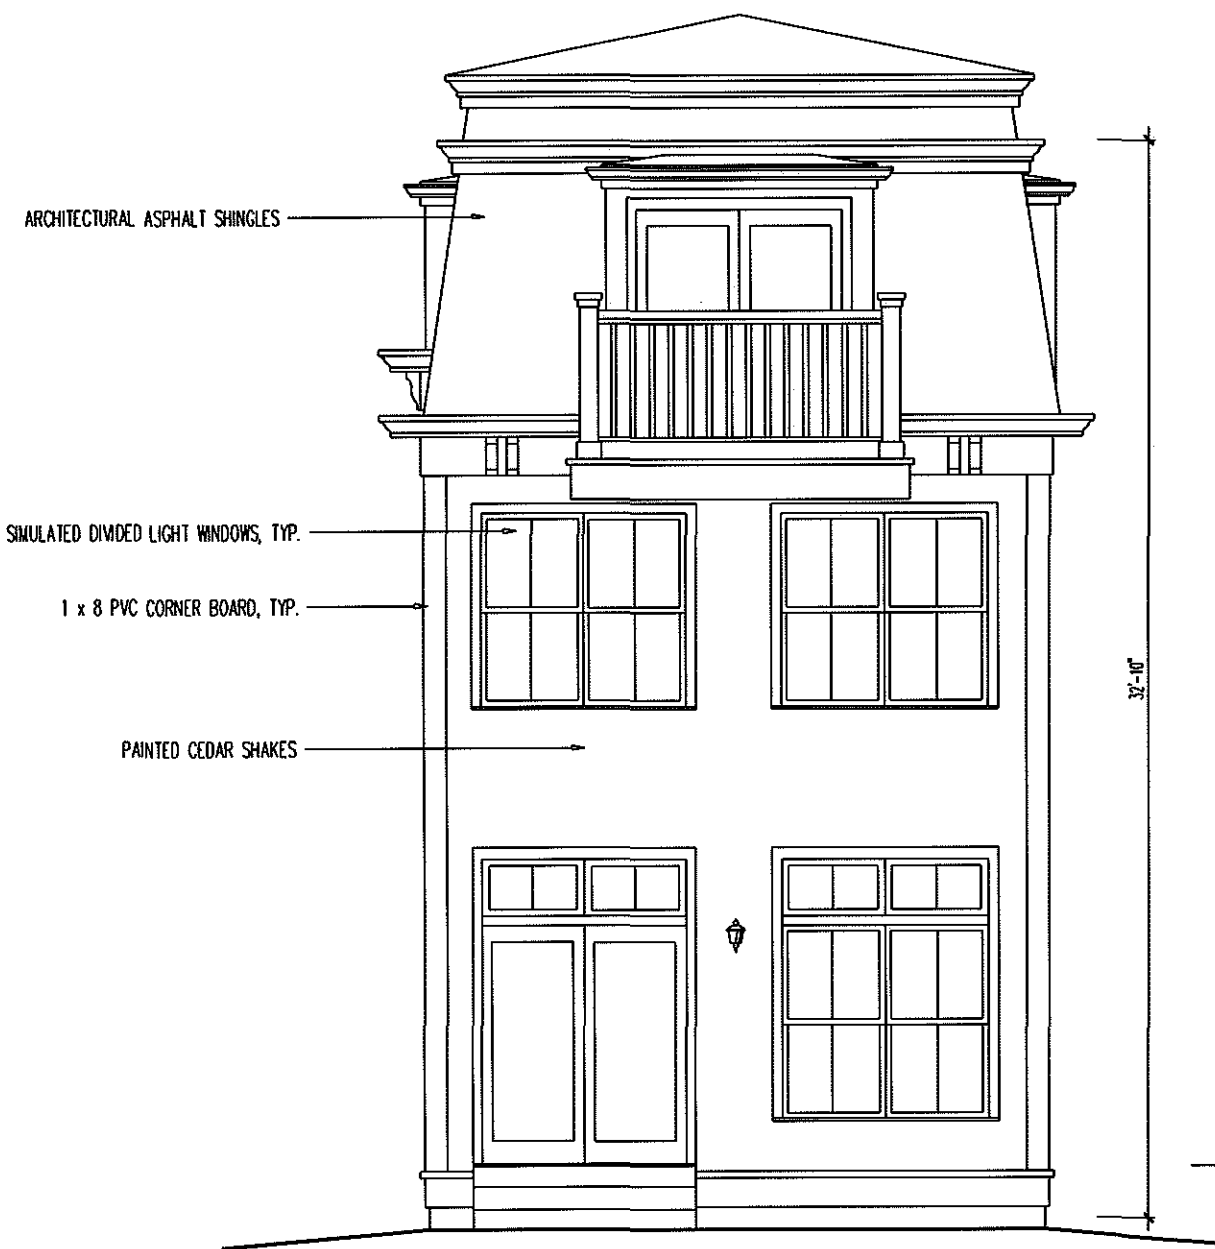 ARCHITECTURAL ASPHALT SHINGLES
SIMULATED DIVIDED LIGHT WINDOWS, TYP.
1 x 8 PVC CORNER BOARD, TYP.
32'-10"
PAINTED CEDAR SHAKES